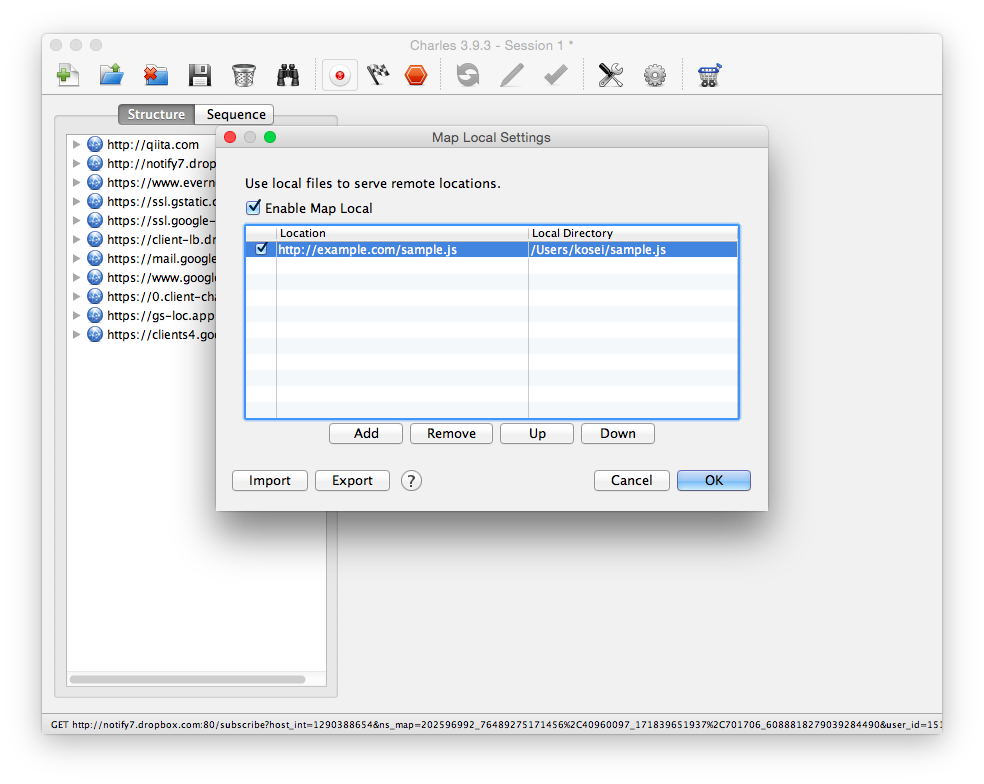 Charles 3.9.3 - Session 1 *
Structure
Sequence
http://qiita.com
http://notify7.drop
https://www.evern
https://ssl.gstatic.c
https://ssl.google-
https://client-lb.dr
https://mail.google
https://www.googl
https://0.client-cha
https://gs-loc.app
https://clients4.goo
Map Local Settings
Use local files to serve remote locations.
Enable Map Local
Location
Local Directory
http://example.com/sample.js
/Users/kosei/sample.js
Add
Remove
Up
Down
Import
Export
?
Cancel
OK
GET http://notify7.dropbox.com:80/subscribe?host_int=1290388654&ns_map=202596992_76489275171456%2C40960097_171839651937%2C701706_6088818279039284490&user_id=151